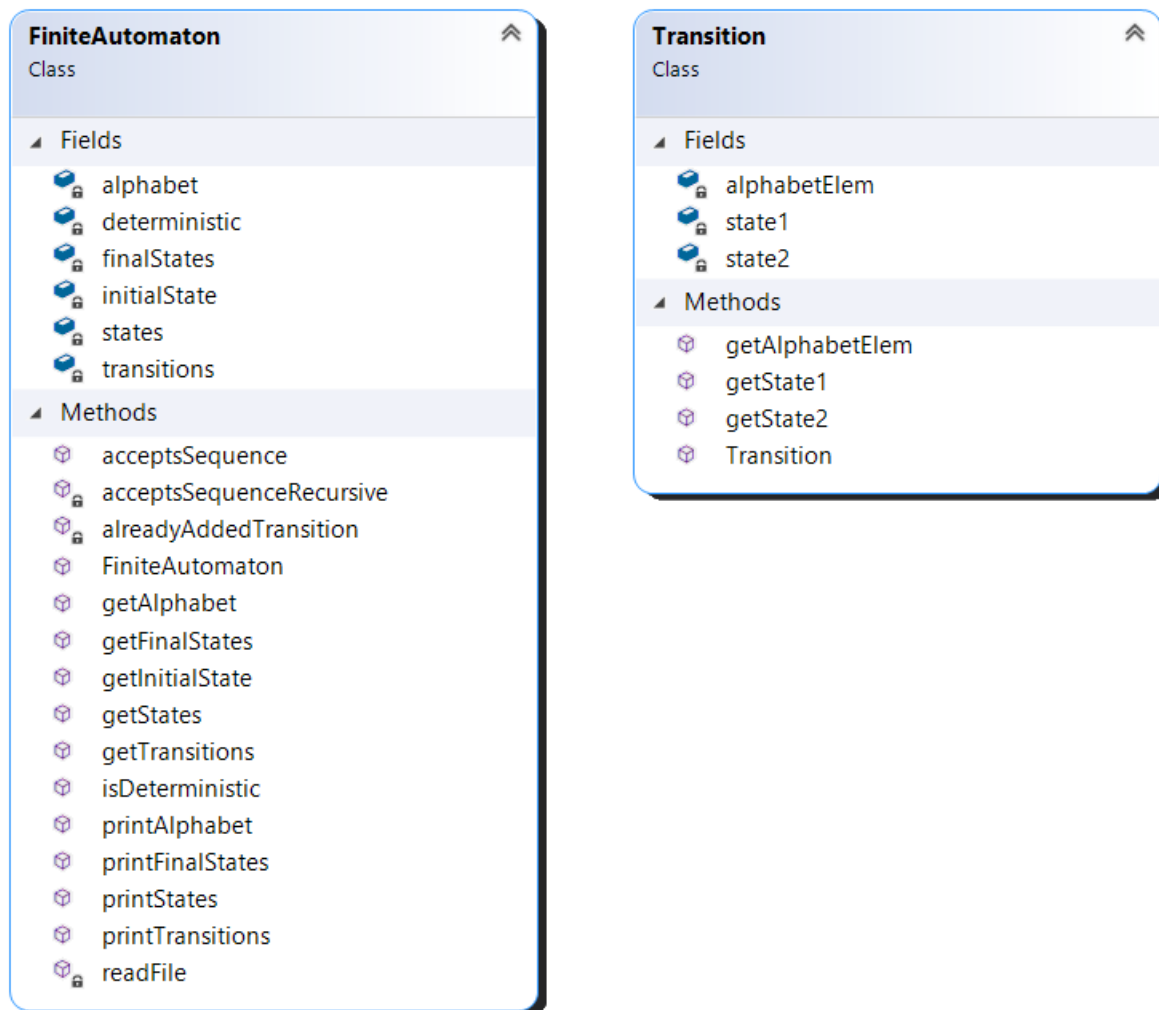 FiniteAutomaton
Class
Fields
alphabet
deterministic
finalStates
initialState
states
transitions
Methods
acceptsSequence
acceptsSequenceRecursive
alreadyAddedTransition
FiniteAutomaton
getAlphabet
getFinalStates
getInitialState
getStates
getTransitions
isDeterministic
printAlphabet
printFinalStates
printStates
printTransitions
readFile
Transition
Class
Fields
alphabetElem
state1
state2
Methods
getAlphabetElem
getState1
getState2
Transition